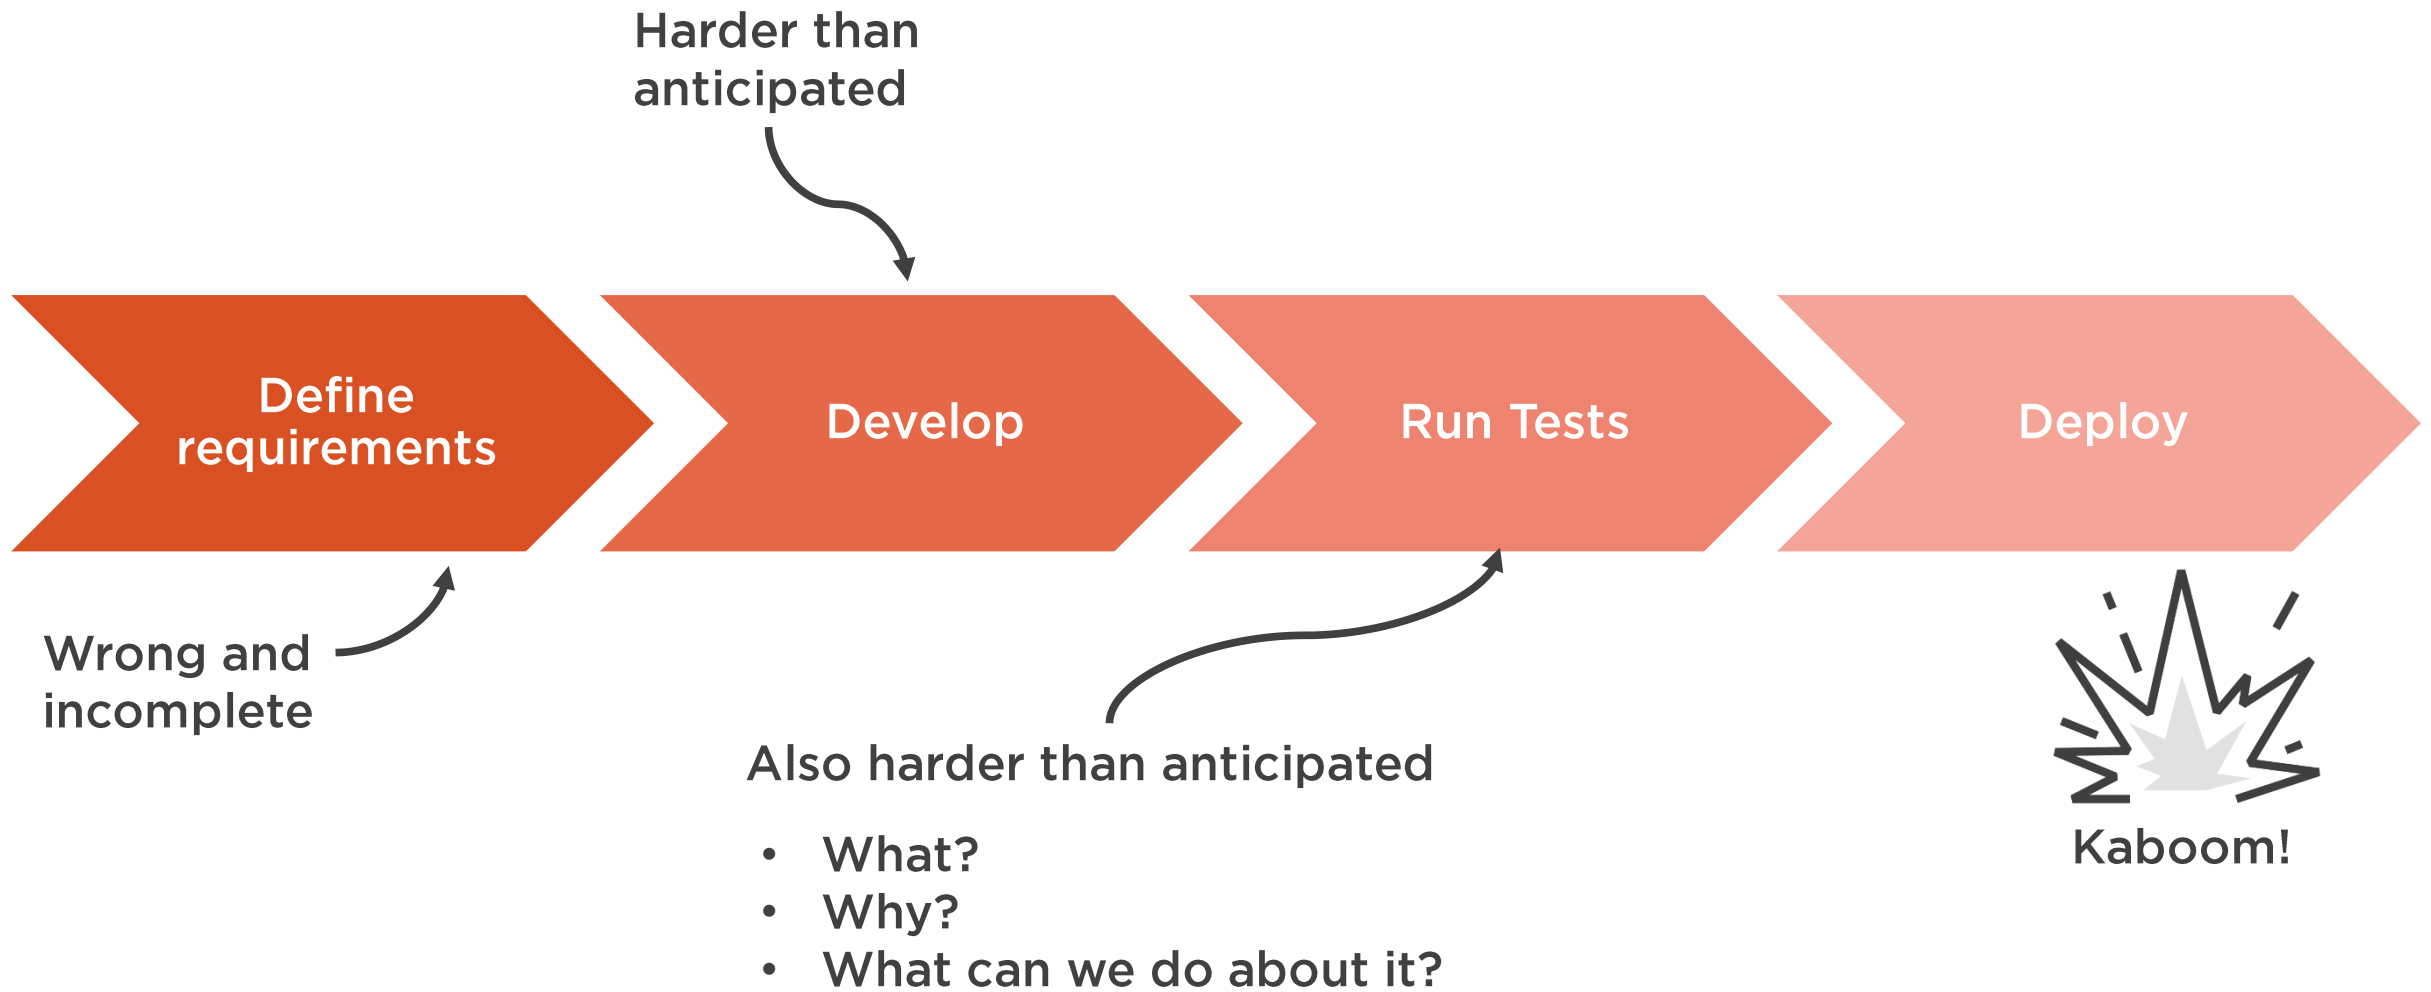 Harder than
anticipated
Define
requirements
Develop
Run Tests
Deploy
Wrong and
incomplete
Also harder than anticipated
• What?
• Why?
• What can we do about it?
Kaboom!